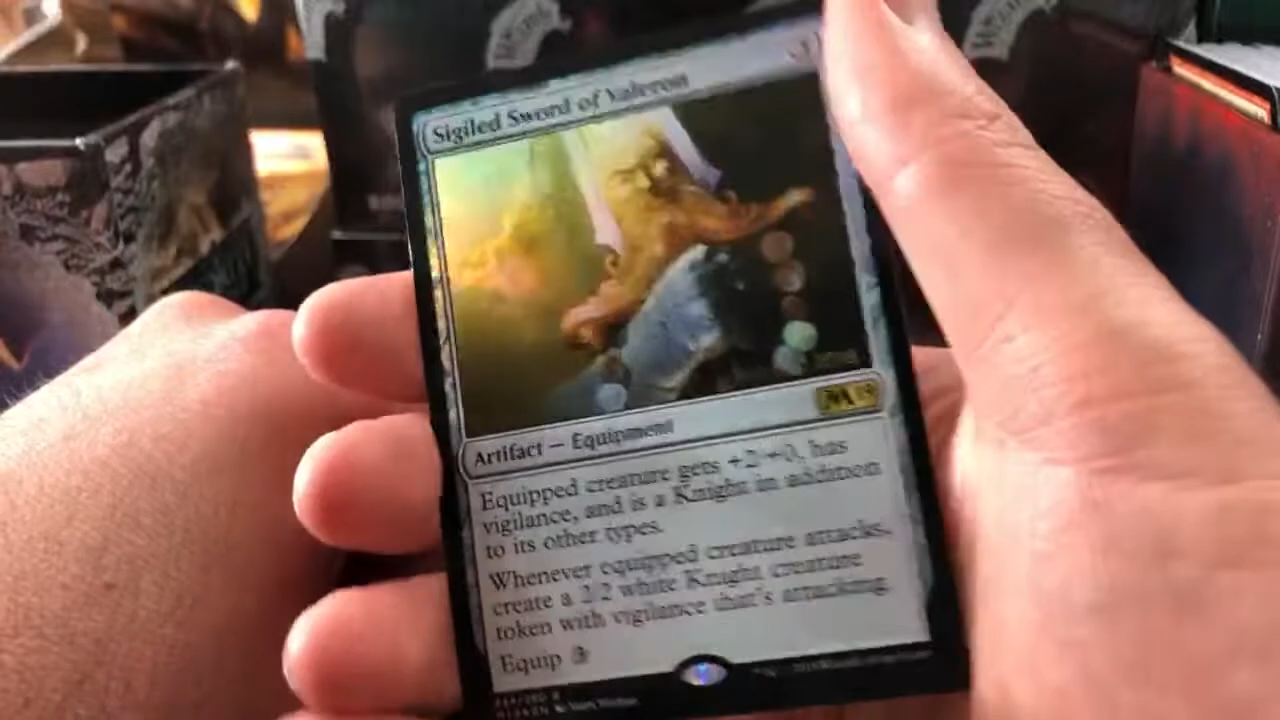 Sigiled Sword of Valeron
M19
Artifact — Equipment
Equipped creature gets +2/+0, has
vigilance, and is a Knight in addition
to its other types.
Whenever equipped creature attacks,
create a 2/2 white Knight creature
token with vigilance that's attacking.
Equip 3